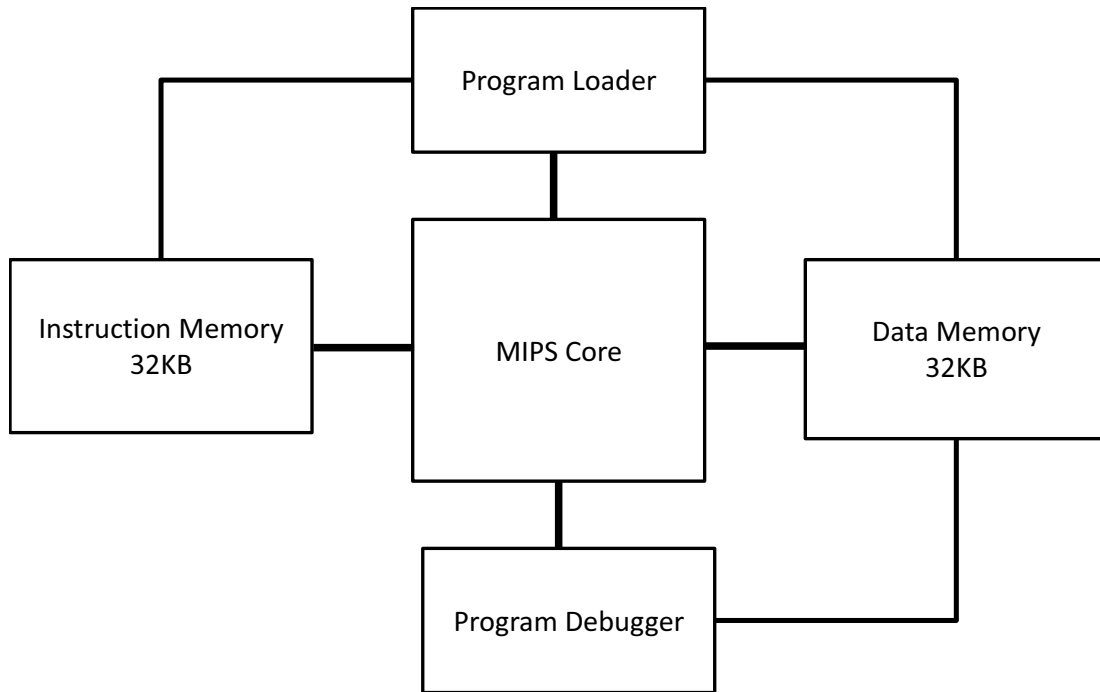 Program Loader
Instruction Memory
32KB
MIPS Core
Data Memory
32KB
Program Debugger